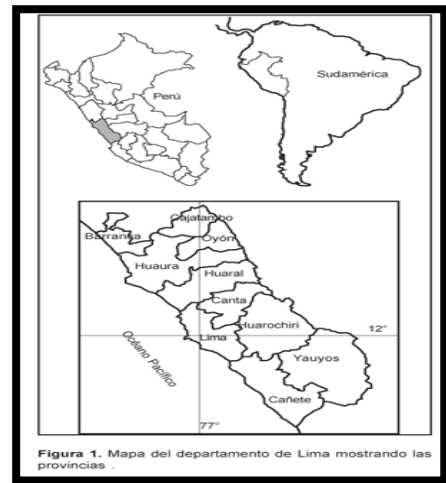 Perú
Sudamérica
Cajatambo
Barranca
Oyón
Huaura
Huaral
Canta
Huarochiri
12°
Lima
Océano Pacífico
Yauyos
Cañete
77°
Figura 1. Mapa del departamento de Lima mostrando las
provincias .